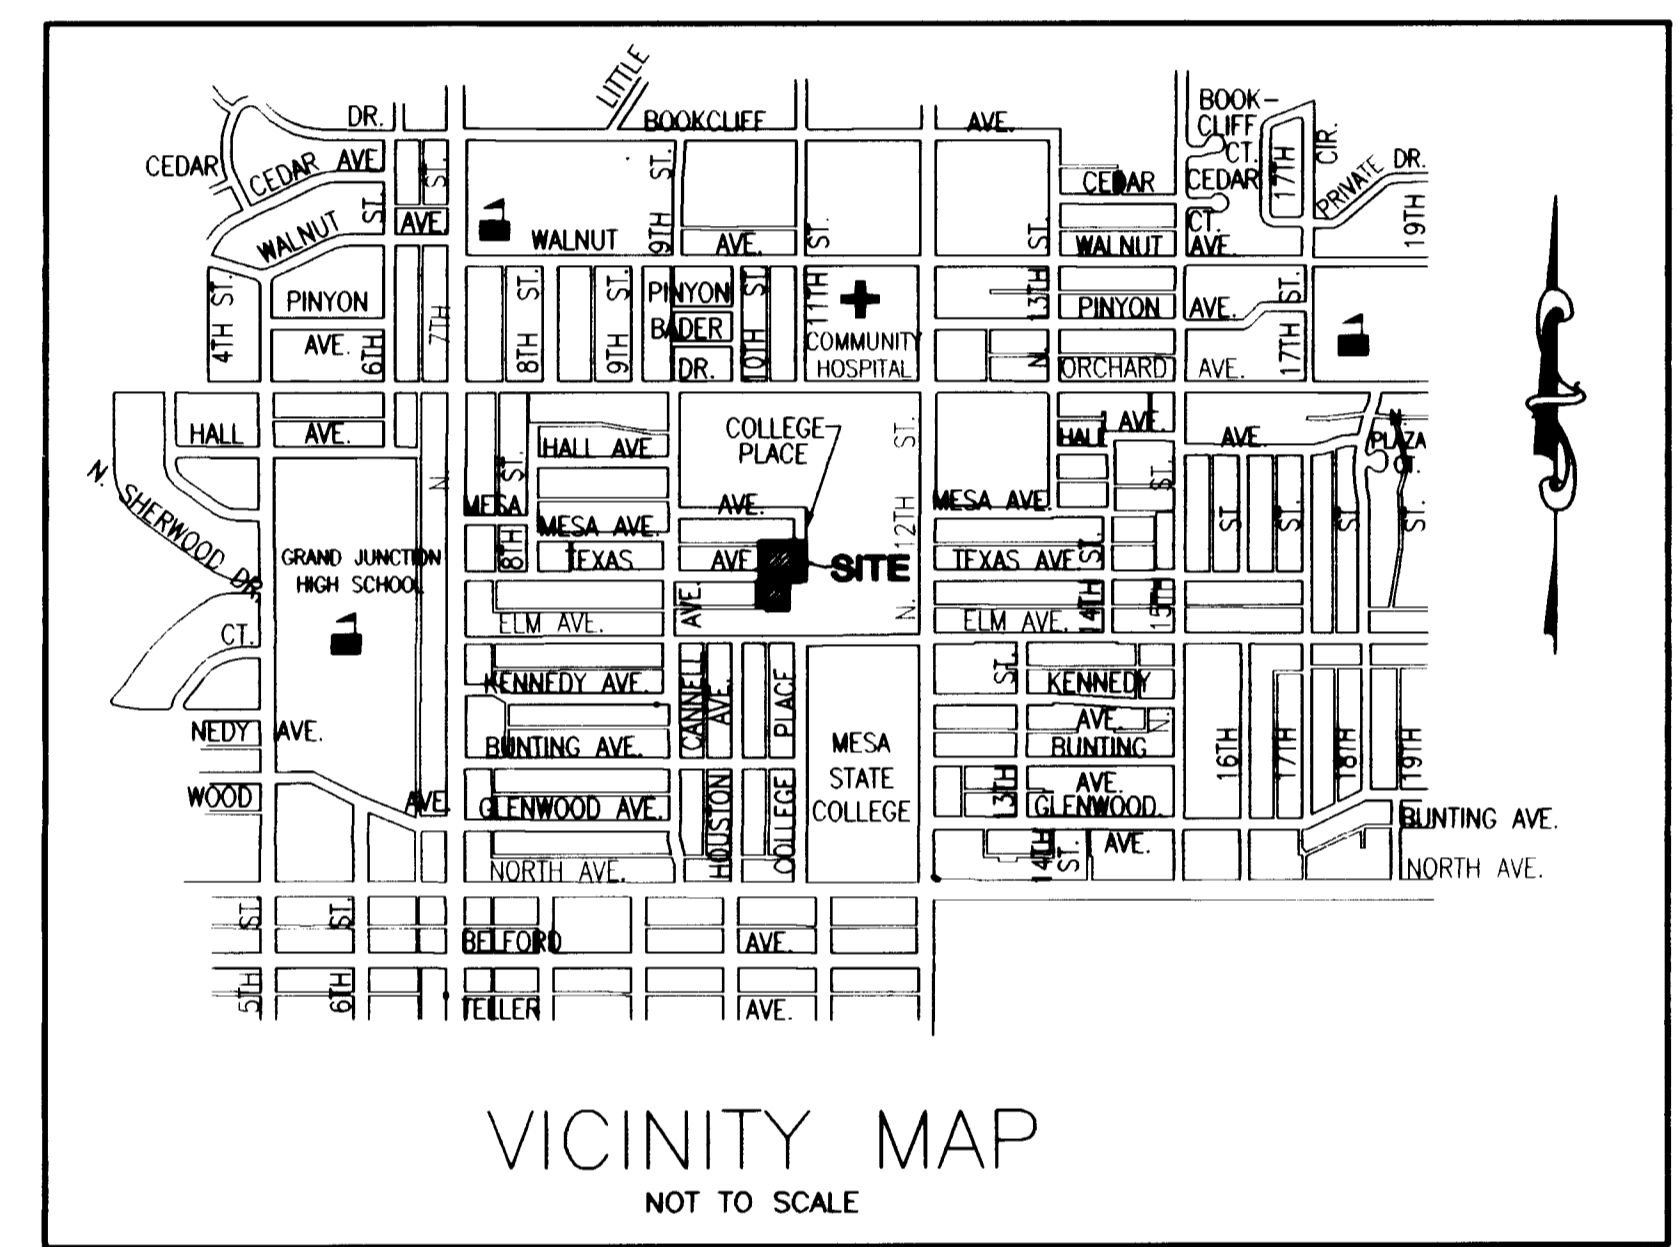 LITTLE
DR.
BOOKCLIFF
AVE.
BOOK-
CLIFF
CT.
CEDAR
CEDAR
AVE
ST.
ST.
CEDAR
CEDAR
CT.
17TH
CIR.
PRIVATE
DR.
19TH
WALNUT
ST.
AVE.
WALNUT
9TH
AVE.
ST.
ST.
WALNUT
AVE.
4TH ST.
PINYON
AVE.
6TH
7TH
8TH ST.
9TH ST.
PINYON
BADER
DR.
10TH ST
11TH
COMMUNITY
HOSPITAL
N. 13TH
PINYON
AVE.
ORCHARD
AVE.
17TH ST.
HALL
AVE.
N.
ST.
HALL AVE.
COLLEGE
PLACE
12TH ST.
N.
HALL AVE.
AVE.
N.
PLAZA
CT.
N. SHERWOOD DR.
CT.
GRAND JUNCTION
HIGH SCHOOL
MESA
MESA AVE.
AVE.
MESA AVE.
8TH
TEXAS
AVE
SITE
TEXAS AVE.
ST.
ST.
ST
ST.
ST
ST.
ELM AVE.
AVE.
ELM AVE.
14TH
15TH
KENNEDY AVE.
CANNELL
AVE.
PLACE
ST.
KENNEDY
AVE.
N.
NEDY AVE.
BUNTING AVE.
MESA
STATE
COLLEGE
BUNTING
AVE.
16TH
17TH
18TH
19TH
WOOD
AVE.
GLENWOOD AVE.
HOUSTON
COLLEGE
13TH
GLENWOOD
AVE.
BUNTING AVE.
NORTH AVE.
14TH ST.
NORTH AVE.
5TH ST
6TH ST.
BELFORD
AVE.
TELLER
AVE.
VICINITY MAP
NOT TO SCALE